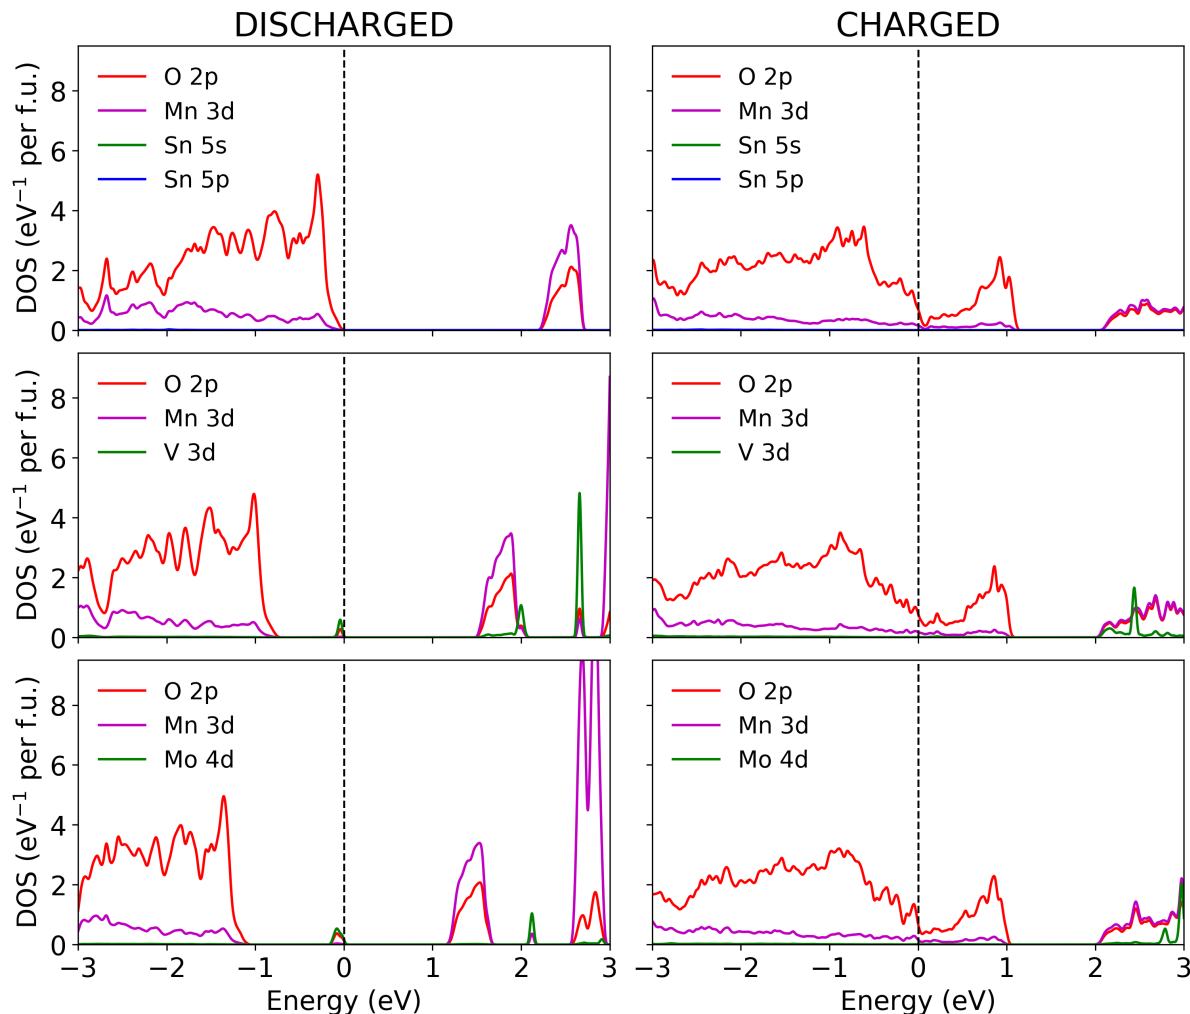 DISCHARGED
CHARGED
DOS (eV⁻¹ per f.u.)
8
6
4
2
0
O 2p
Mn 3d
Sn 5s
Sn 5p
O 2p
Mn 3d
Sn 5s
Sn 5p
DOS (eV⁻¹ per f.u.)
8
6
4
2
0
O 2p
Mn 3d
V 3d
O 2p
Mn 3d
V 3d
DOS (eV⁻¹ per f.u.)
8
6
4
2
0
O 2p
Mn 3d
Mo 4d
O 2p
Mn 3d
Mo 4d
−3 −2 −1 0 1 2 3
−3 −2 −1 0 1 2 3
Energy (eV)
Energy (eV)